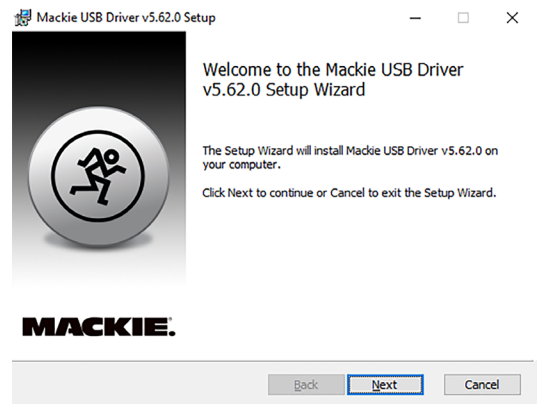 Mackie USB Driver v5.62.0 Setup
Welcome to the Mackie USB Driver
v5.62.0 Setup Wizard
The Setup Wizard will install Mackie USB Driver v5.62.0 on
your computer.
Click Next to continue or Cancel to exit the Setup Wizard.
MACKIE.
Back Next Cancel